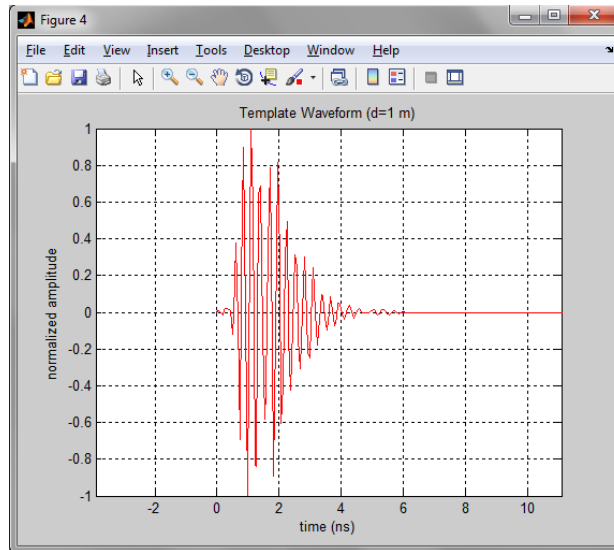 Figure 4
File Edit View Insert Tools Desktop Window Help
Template Waveform (d=1 m)
1
0.8
0.6
0.4
0.2
0
-0.2
-0.4
-0.6
-0.8
-1
normalized amplitude
-2 0 2 4 6 8 10
time (ns)